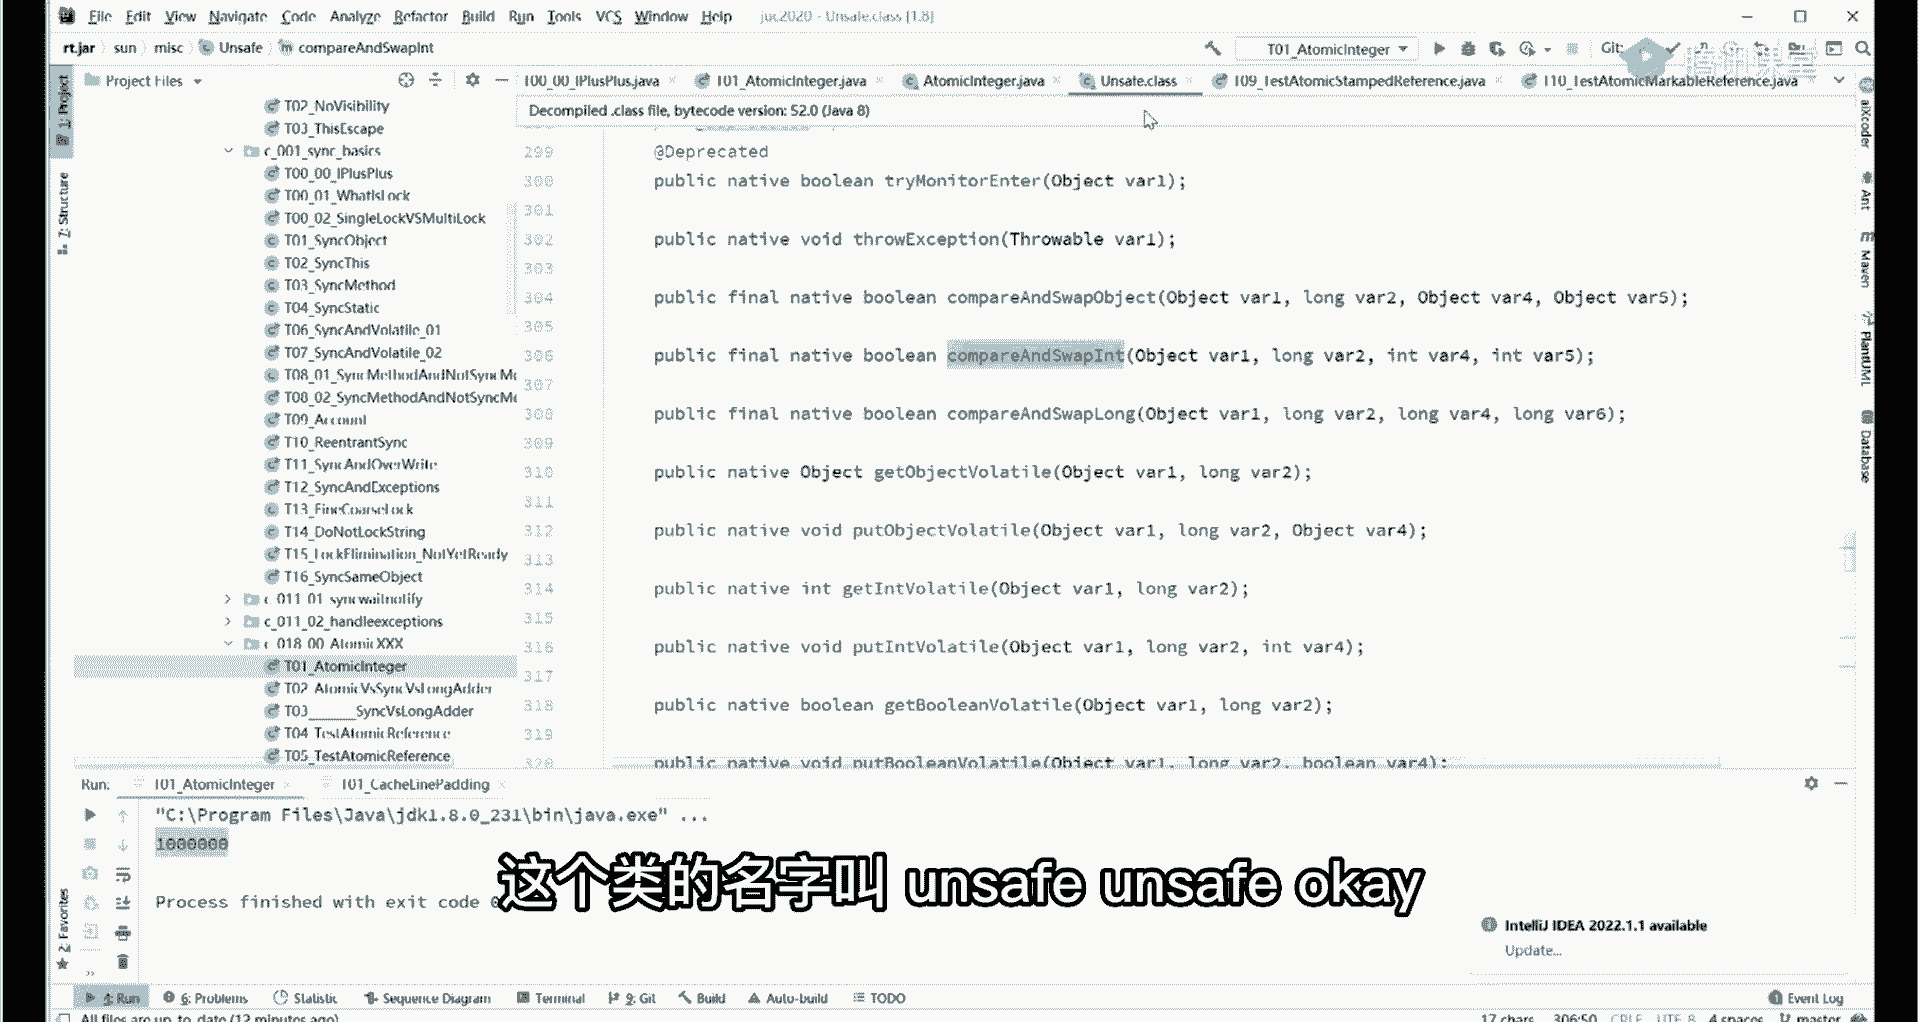 File Edit View Navigate Code Analyze Refactor Build Run Tools VCS Window Help juc2020 - Unsafe.class [1.8]
rt.jar sun misc Unsafe compareAndSwapInt T01_AtomicInteger Git:
Project Files T00_00_IPlusPlus.java T01_AtomicInteger.java AtomicInteger.java Unsafe.class T09_TestAtomicStampedReference.java T10_TestAtomicMarkableReference.java
Decompiled .class file, bytecode version: 52.0 (Java 8)
1: Project
7: Structure
2: Favorites
T02_NoVisibility
T03_ThisEscape
c_001_sync_basics
T00_00_IPlusPlus
T00_01_WhatIsLock
T00_02_SingleLockVSMultiLock
T01_SyncObject
T02_SyncThis
T03_SyncMethod
T04_SyncStatic
T06_SyncAndVolatile_01
T07_SyncAndVolatile_02
T08_01_SyncMethodAndNotSyncMe
T08_02_SyncMethodAndNotSyncMe
T09_Account
T10_ReentrantSync
T11_SyncAndOverWrite
T12_SyncAndExceptions
T13_FineCoarseLock
T14_DoNotLockString
T15_LockElimination_NotYetReady
T16_SyncSameObject
c_011_01_syncwaitnotify
c_011_02_handleexceptions
c_018_00_AtomicXXX
T01_AtomicInteger
T02_AtomicVsSyncVsLongAdder
T03______SyncVsLongAdder
T04_TestAtomicReference
T05_TestAtomicReference
299 @Deprecated
300 public native boolean tryMonitorEnter(Object var1);
301
302 public native void throwException(Throwable var1);
303
304 public final native boolean compareAndSwapObject(Object var1, long var2, Object var4, Object var5);
305
306 public final native boolean compareAndSwapInt(Object var1, long var2, int var4, int var5);
307
308 public final native boolean compareAndSwapLong(Object var1, long var2, long var4, long var6);
309
310 public native Object getObjectVolatile(Object var1, long var2);
311
312 public native void putObjectVolatile(Object var1, long var2, Object var4);
313
314 public native int getIntVolatile(Object var1, long var2);
315
316 public native void putIntVolatile(Object var1, long var2, int var4);
317
318 public native boolean getBooleanVolatile(Object var1, long var2);
319
320 public native void putBooleanVolatile(Object var1, long var2, boolean var4);
aiXcoder
Ant
Maven
PlantUML
Database
Run: T01_AtomicInteger T01_CacheLinePadding
"C:\Program Files\Java\jdk1.8.0_231\bin\java.exe" ...
1000000
Process finished with exit code 0
这个类的名字叫 unsafe unsafe okay
IntelliJ IDEA 2022.1.1 available
Update...
4: Run 6: Problems Statistic Sequence Diagram Terminal 9: Git Build Auto-build TODO Event Log
All files are up-to-date (12 minutes ago) 17 chars 306:50 CRLF UTF-8 4 spaces master